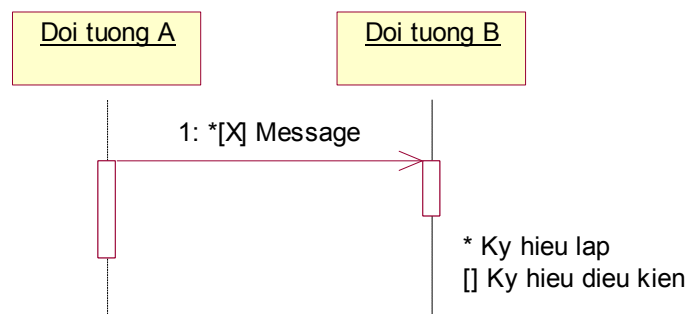 Doi tuong A
Doi tuong B
1: *[X] Message
* Ky hieu lap
[] Ky hieu dieu kien